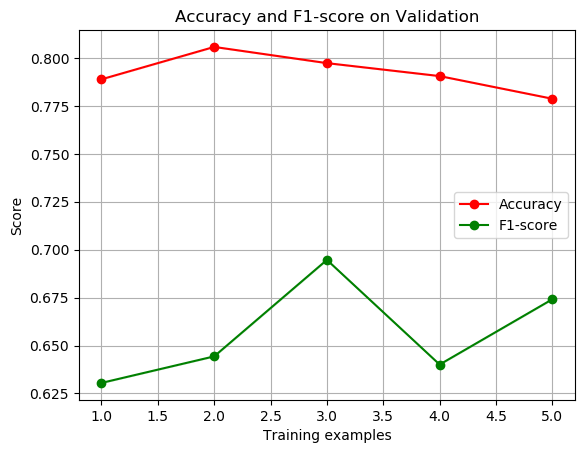 Accuracy and F1-score on Validation
0.800
0.775
0.750
0.725
0.700
0.675
0.650
0.625
Score
Accuracy
F1-score
1.0 1.5 2.0 2.5 3.0 3.5 4.0 4.5 5.0
Training examples